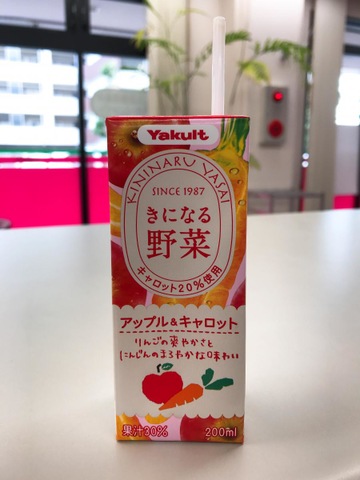 Yakult
KININARU YASAI
SINCE 1987
きになる
野菜
キャロット20%使用
アップル&キャロット
りんごの爽やかさと
にんじんのまろやかな味わい
果汁30%
200ml